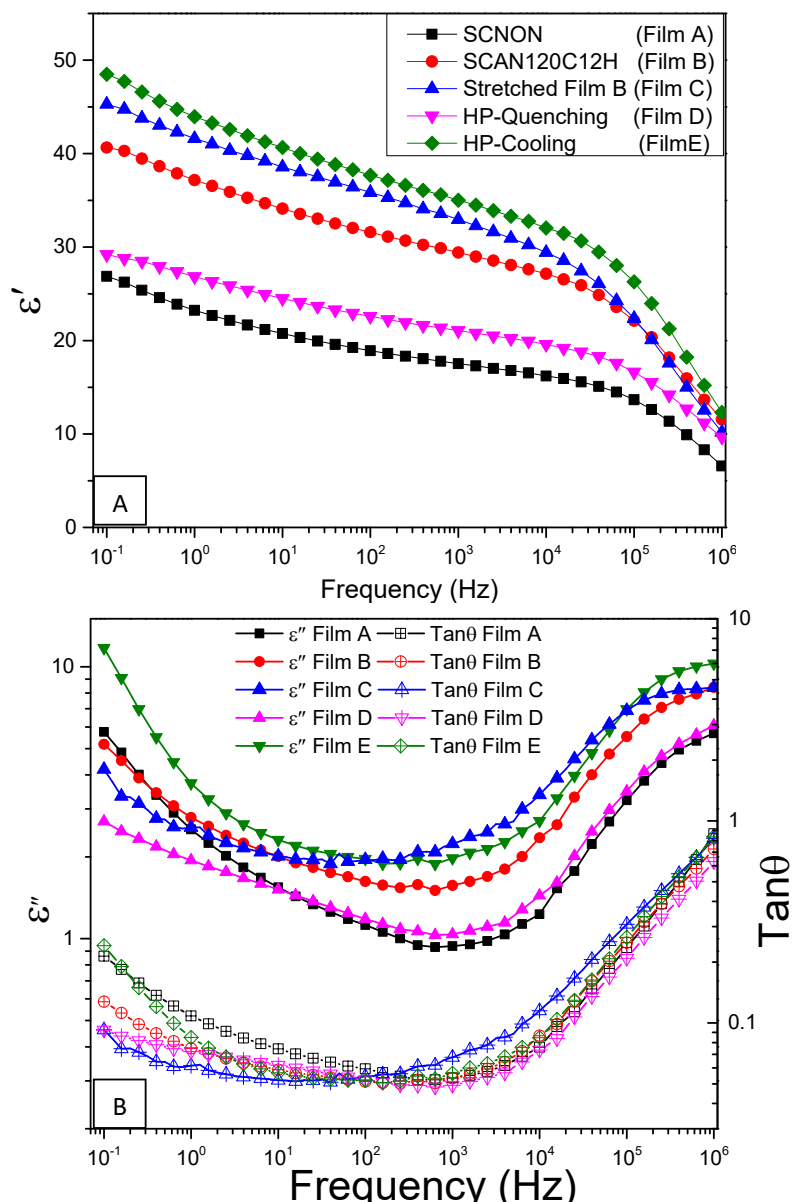 SCNON (Film A)
SCAN120C12H (Film B)
Stretched Film B (Film C)
HP-Quenching (Film D)
HP-Cooling (FilmE)
50
40
30
20
10
0
ε′
A
10⁻¹ 10⁰ 10¹ 10² 10³ 10⁴ 10⁵ 10⁶
Frequency (Hz)
ε″ Film A Tanθ Film A
ε″ Film B Tanθ Film B
ε″ Film C Tanθ Film C
ε″ Film D Tanθ Film D
ε″ Film E Tanθ Film E
10
1
ε″
10
1
0.1
Tanθ
B
10⁻¹ 10⁰ 10¹ 10² 10³ 10⁴ 10⁵ 10⁶
Frequency (Hz)